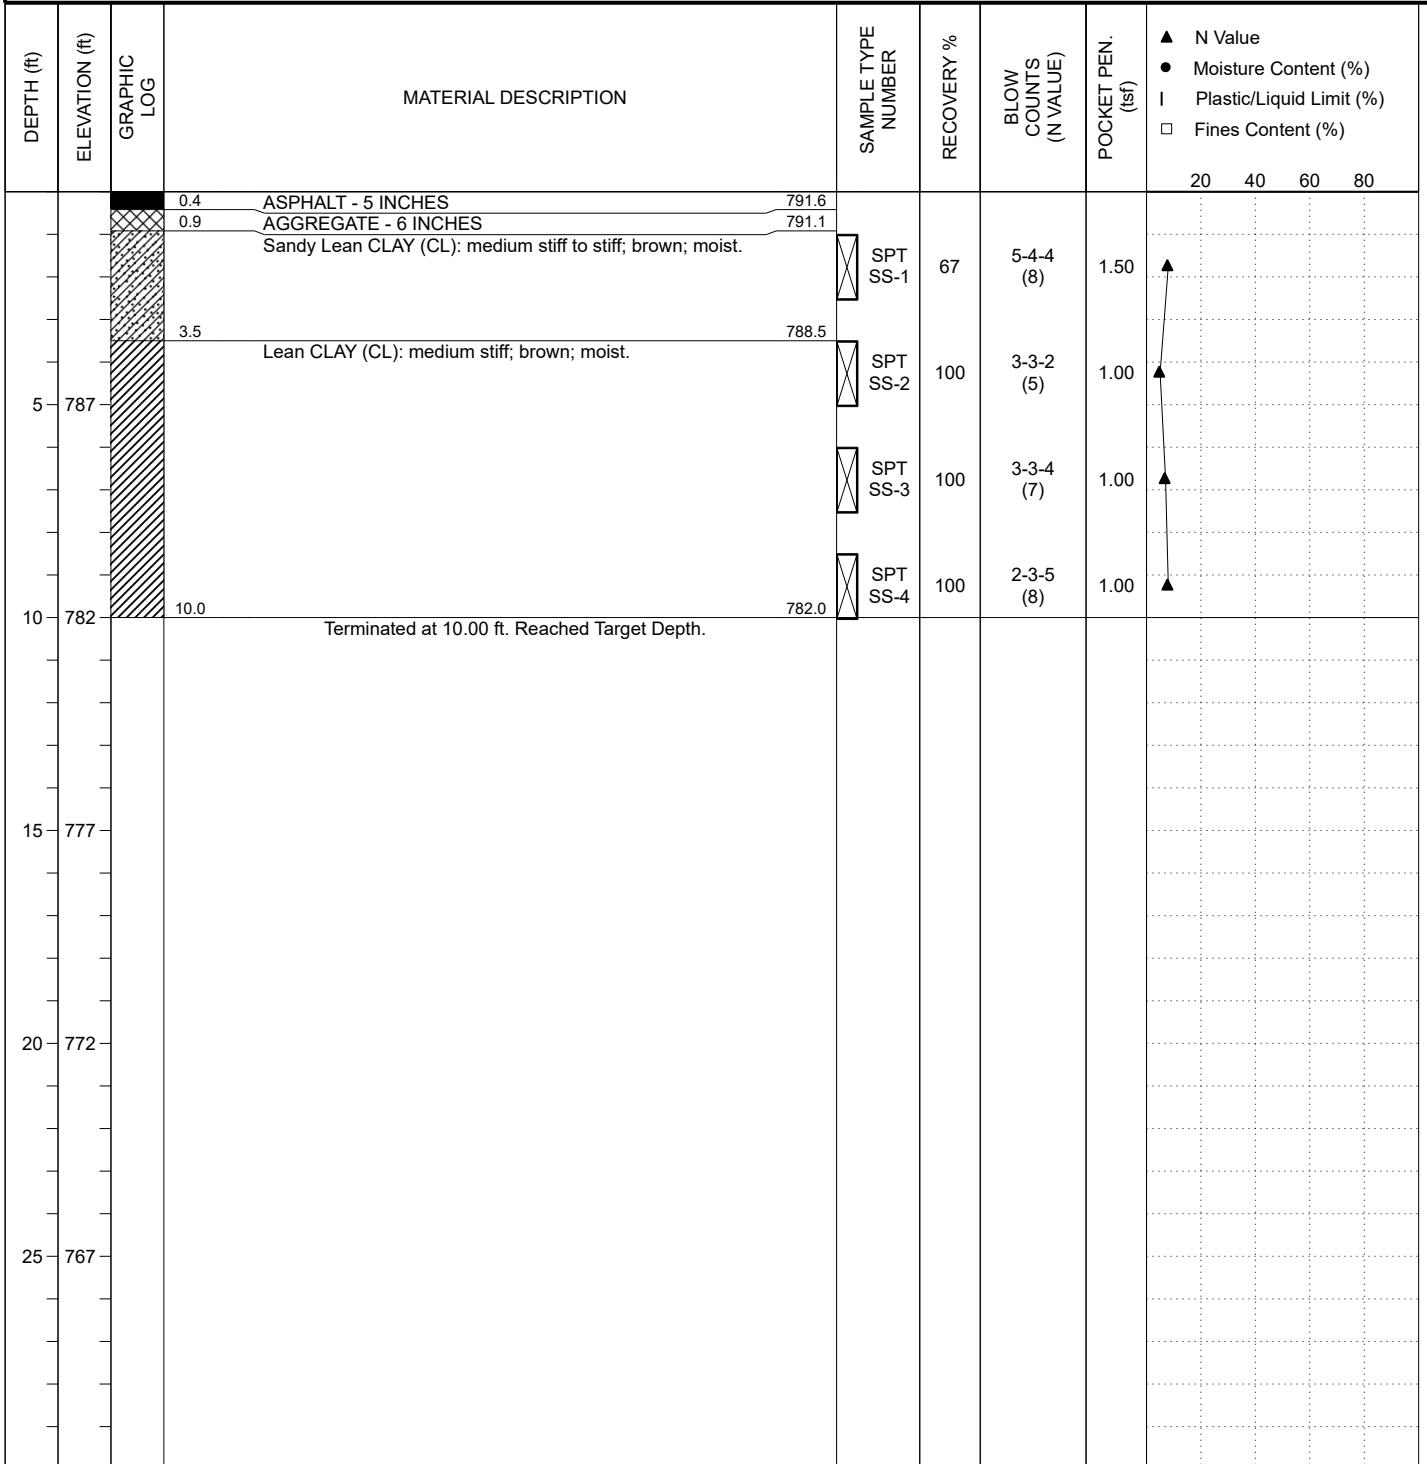 DEPTH (ft)
ELEVATION (ft)
GRAPHIC
LOG
MATERIAL DESCRIPTION
SAMPLE TYPE
NUMBER
RECOVERY %
BLOW
COUNTS
(N VALUE)
POCKET PEN.
(tsf)
▲ N Value
● Moisture Content (%)
| Plastic/Liquid Limit (%)
□ Fines Content (%)
20 40 60 80
0.4 ASPHALT - 5 INCHES 791.6
0.9 AGGREGATE - 6 INCHES 791.1
Sandy Lean CLAY (CL): medium stiff to stiff; brown; moist.
SPT
SS-1
67
5-4-4
(8)
1.50
3.5 788.5
Lean CLAY (CL): medium stiff; brown; moist.
SPT
SS-2
100
3-3-2
(5)
1.00
5 787
SPT
SS-3
100
3-3-4
(7)
1.00
SPT
SS-4
100
2-3-5
(8)
1.00
10 782 10.0 782.0
Terminated at 10.00 ft. Reached Target Depth.
15 777
20 772
25 767